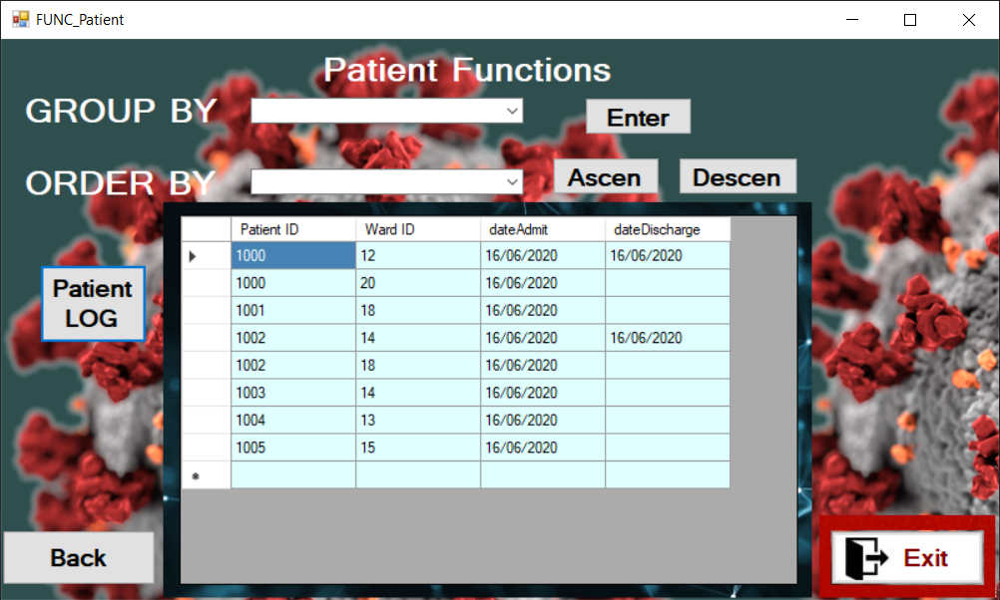 FUNC_Patient
Patient Functions
GROUP BY
Enter
ORDER BY
Ascen Descen
Patient ID Ward ID dateAdmit dateDischarge
1000 12 16/06/2020 16/06/2020
1000 20 16/06/2020
1001 18 16/06/2020
1002 14 16/06/2020 16/06/2020
1002 18 16/06/2020
1003 14 16/06/2020
1004 13 16/06/2020
1005 15 16/06/2020
Patient
LOG
Back
Exit